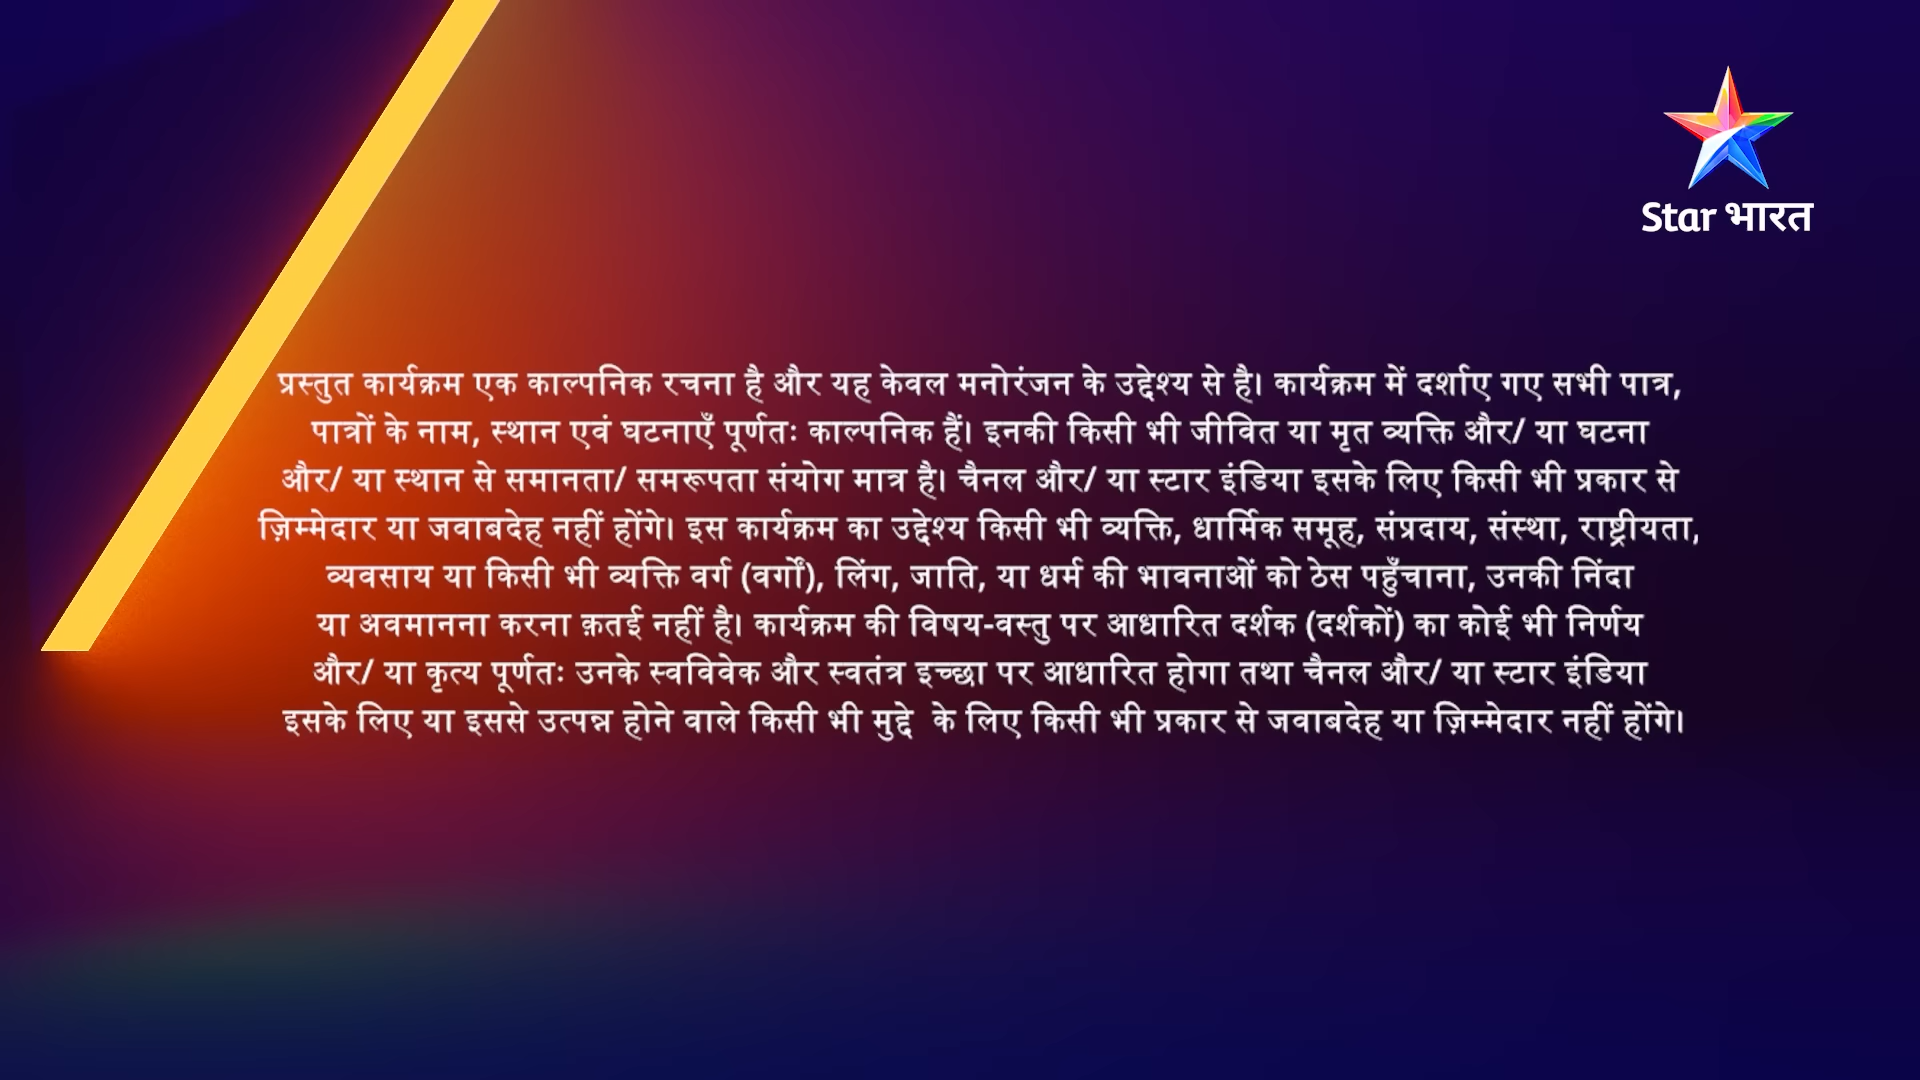 Star भारत
प्रस्तुत कार्यक्रम एक काल्पनिक रचना है और यह केवल मनोरंजन के उद्देश्य से है। कार्यक्रम में दर्शाए गए सभी पात्र,
पात्रों के नाम, स्थान एवं घटनाएँ पूर्णतः काल्पनिक हैं। इनकी किसी भी जीवित या मृत व्यक्ति और/ या घटना
और/ या स्थान से समानता/ समरूपता संयोग मात्र है। चैनल और/ या स्टार इंडिया इसके लिए किसी भी प्रकार से
ज़िम्मेदार या जवाबदेह नहीं होंगे। इस कार्यक्रम का उद्देश्य किसी भी व्यक्ति, धार्मिक समूह, संप्रदाय, संस्था, राष्ट्रीयता,
व्यवसाय या किसी भी व्यक्ति वर्ग (वर्गों), लिंग, जाति, या धर्म की भावनाओं को ठेस पहुँचाना, उनकी निंदा
या अवमानना करना क़तई नहीं है। कार्यक्रम की विषय-वस्तु पर आधारित दर्शक (दर्शकों) का कोई भी निर्णय
और/ या कृत्य पूर्णतः उनके स्वविवेक और स्वतंत्र इच्छा पर आधारित होगा तथा चैनल और/ या स्टार इंडिया
इसके लिए या इससे उत्पन्न होने वाले किसी भी मुद्दे के लिए किसी भी प्रकार से जवाबदेह या ज़िम्मेदार नहीं होंगे।